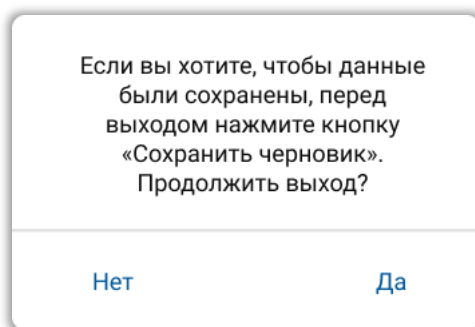 Если вы хотите, чтобы данные
были сохранены, перед
выходом нажмите кнопку
«Сохранить черновик».
Продолжить выход?
Нет
Да